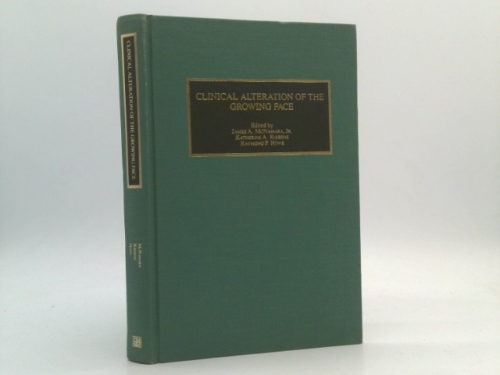 CLINICAL ALTERATION OF THE
GROWING FACE
Edited by
JAMES A. MCNAMARA, JR.
KATHERINE A. RIBBENS
RAYMOND P. HOWE
CLINICAL ALTERATION OF THE GROWING
FACE